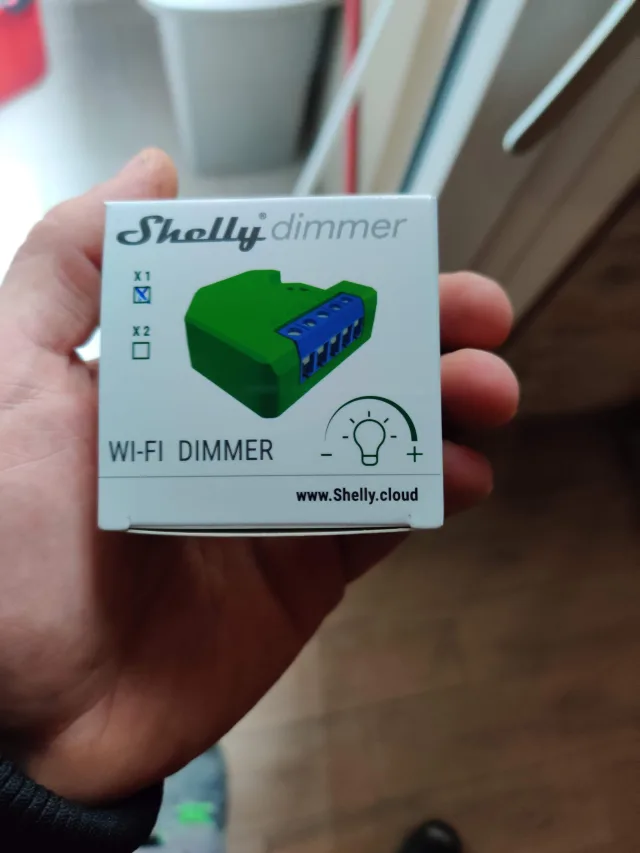 Shelly® dimmer
X1
X2
WI-FI DIMMER
- +
www.Shelly.cloud